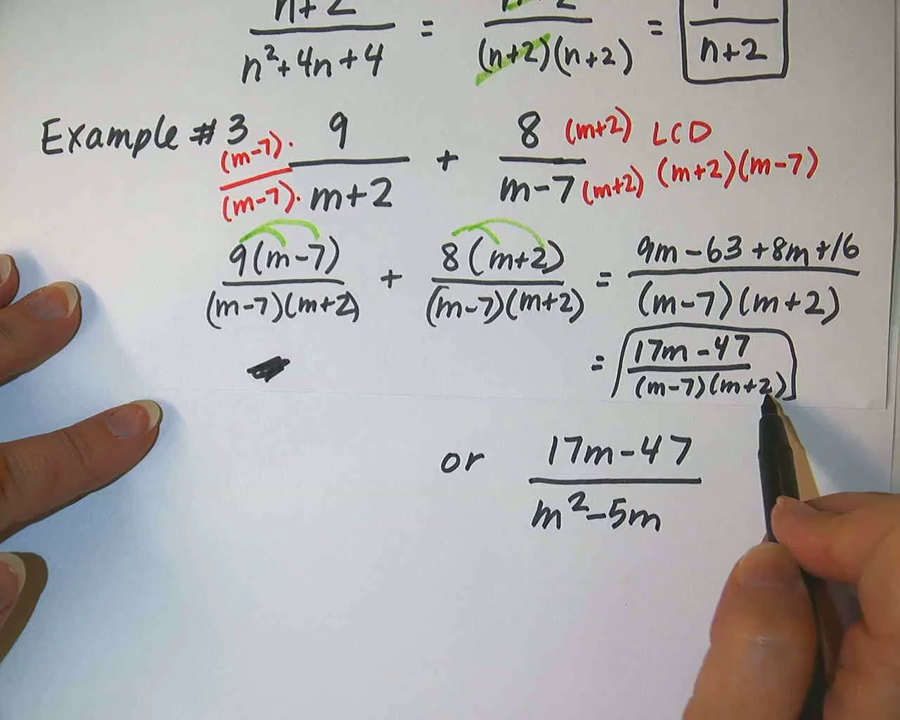 n+2 / n²+4n+4 = / (n+2)(n+2) = / n+2
Example #3 (m-7)/(m-7) · 9/m+2 + 8/m-7 (m+2)/(m+2) LCD
(m+2)(m-7)
9(m-7)/(m-7)(m+2) + 8(m+2)/(m-7)(m+2) = 9m-63+8m+16/(m-7)(m+2)
= 17m-47/(m-7)(m+2)
or 17m-47/m²-5m